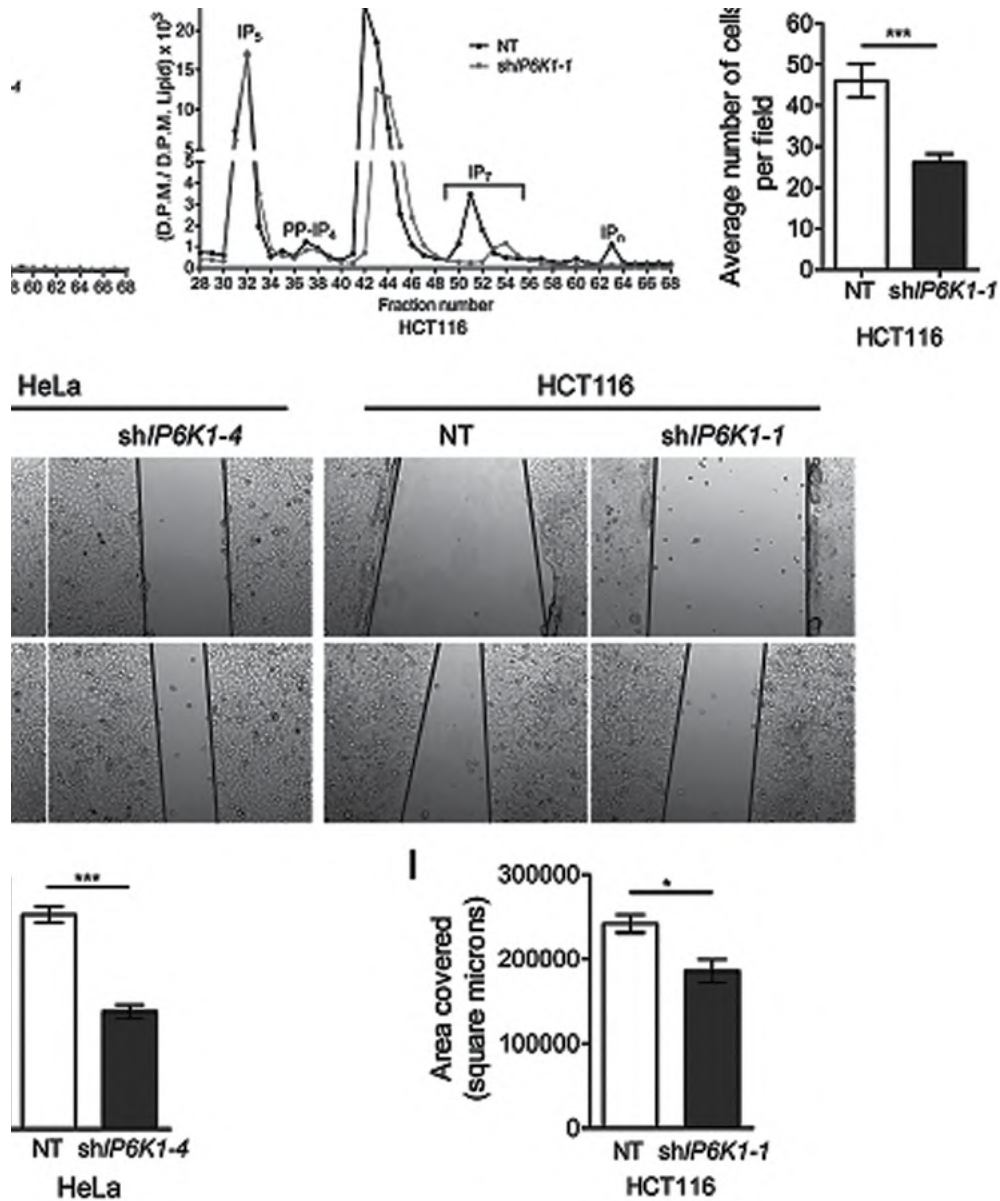 4
8 60 62 64 66 68
(D.P.M./ D.P.M. Lipid) x 10³
20
15
10
5
5
4
3
2
1
0
IP₅
PP-IP₄
IP₇
IPₙ
NT
shIP6K1-1
28 30 32 34 36 38 40 42 44 46 48 50 52 54 56 58 60 62 64 66 68
Fraction number
HCT116
Average number of cells
per field
60
50
40
30
20
10
0
***
NT shIP6K1-1
HCT116
HeLa
HCT116
shIP6K1-4
NT
shIP6K1-1
***
NT shIP6K1-4
HeLa
I
Area covered
(square microns)
300000
200000
100000
0
*
NT shIP6K1-1
HCT116